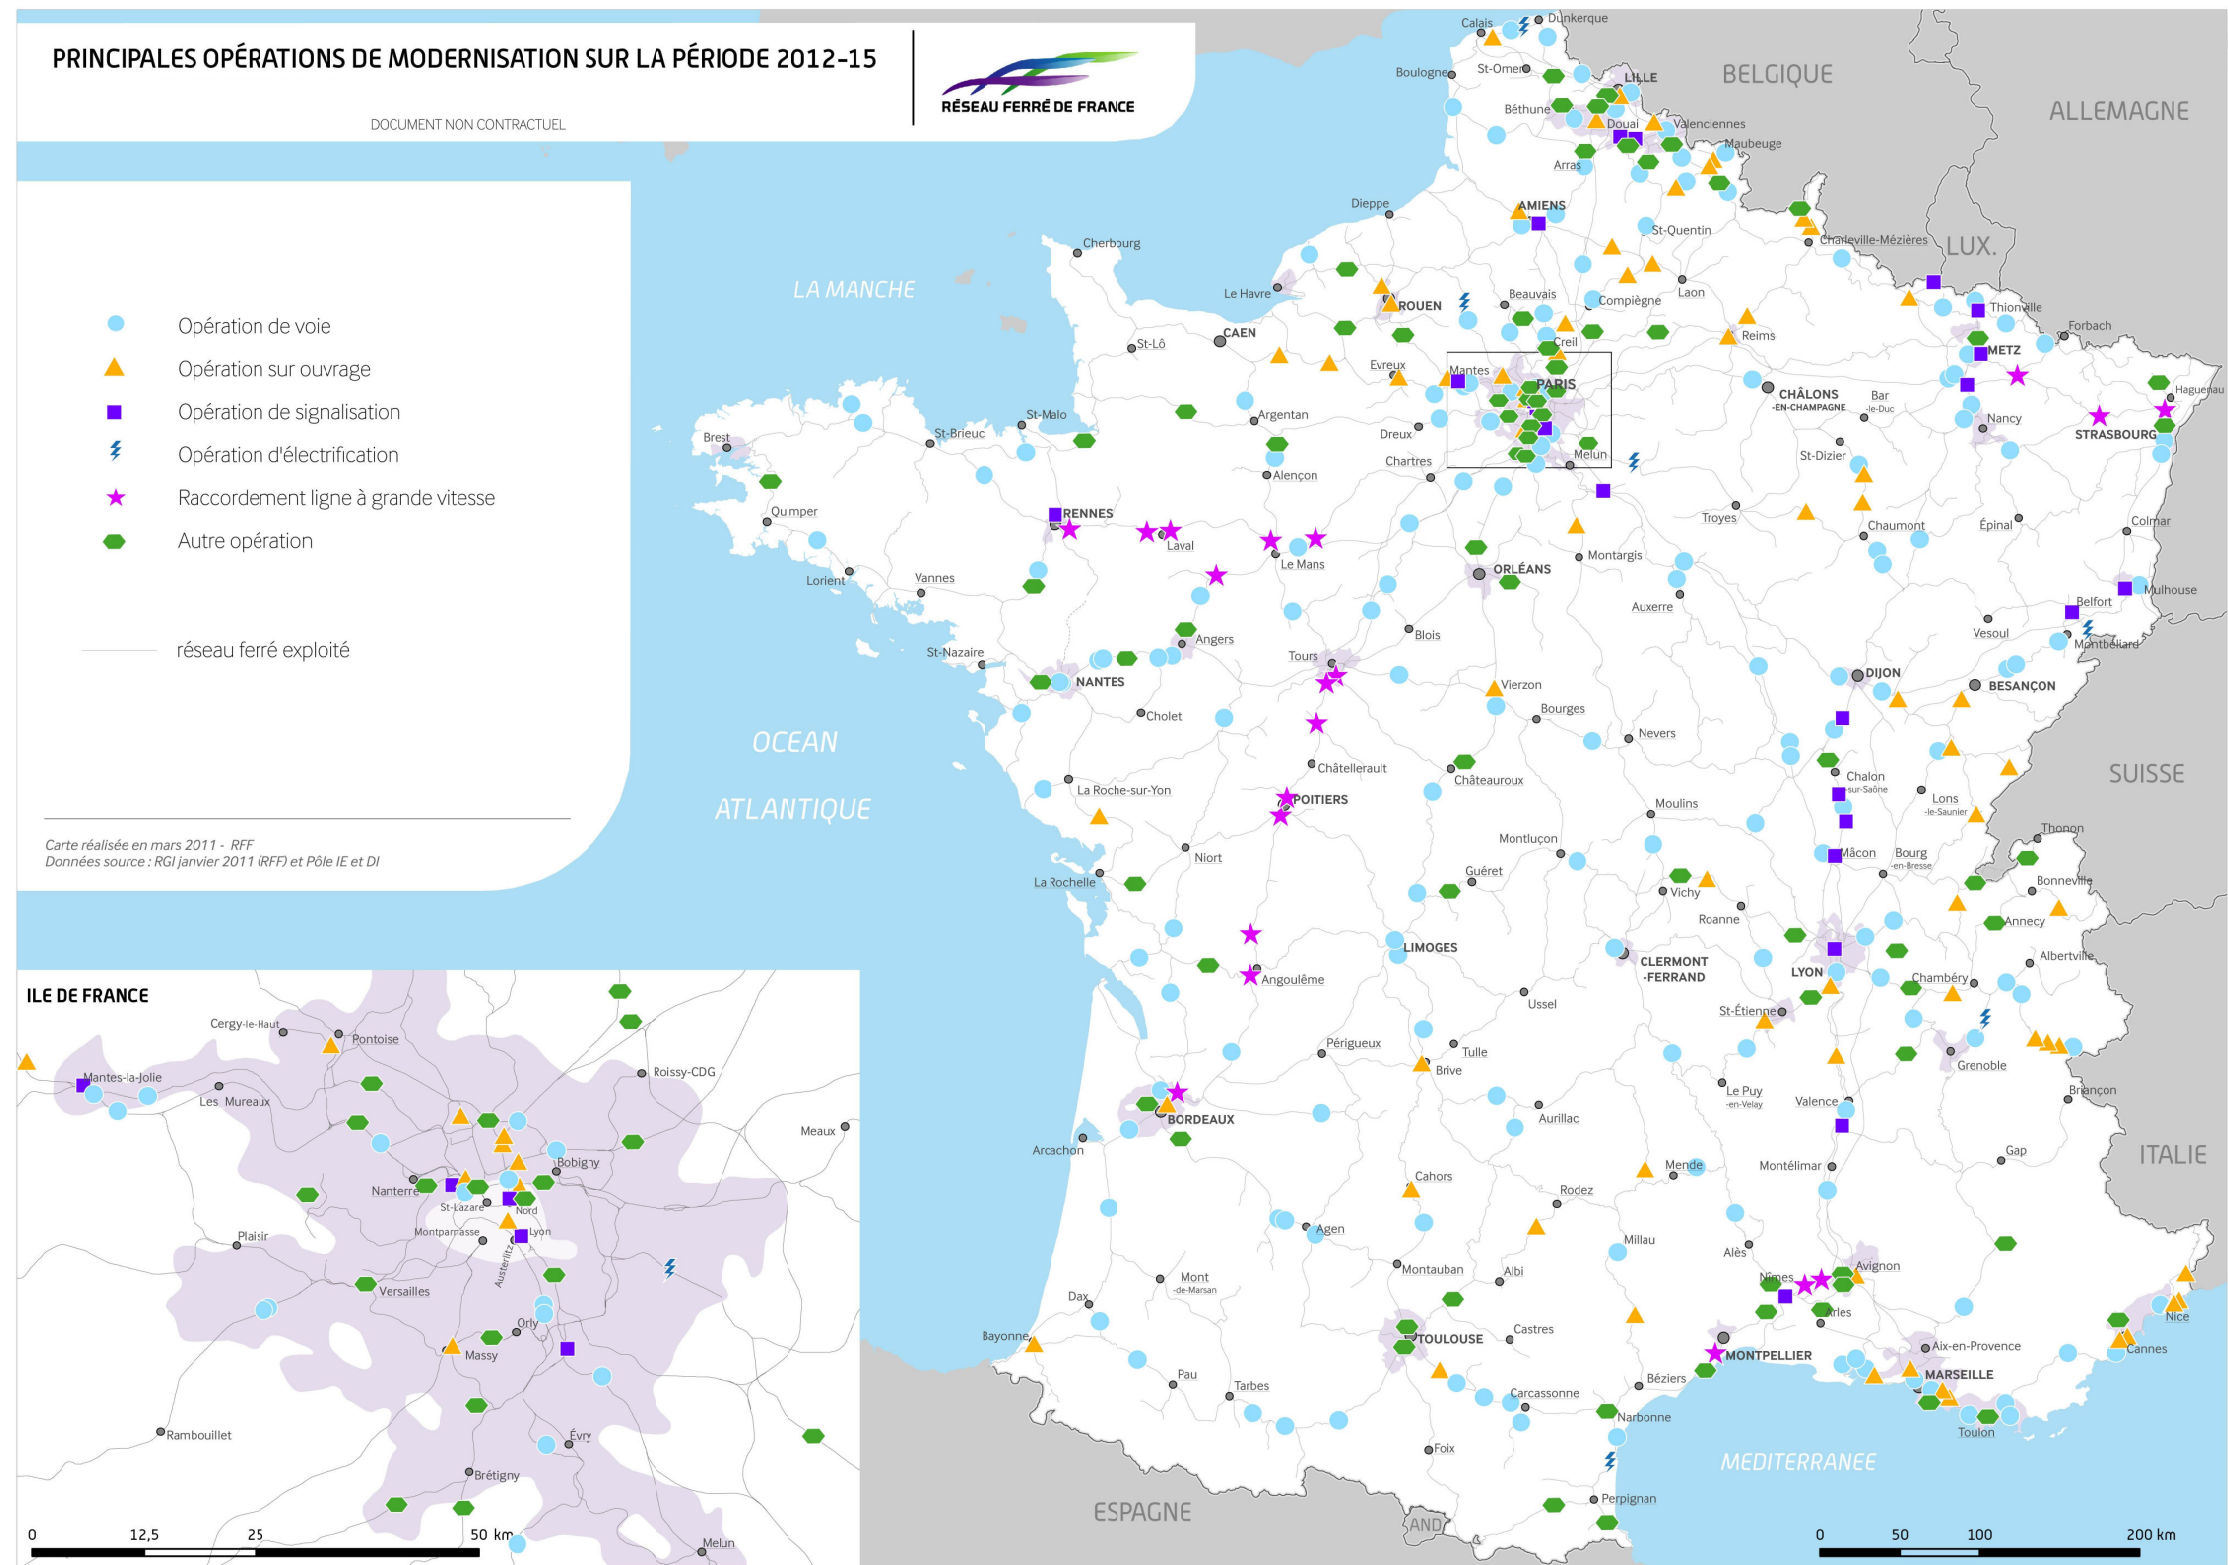 PRINCIPALES OPÉRATIONS DE MODERNISATION SUR LA PÉRIODE 2012-15
DOCUMENT NON CONTRACTUEL
RÉSEAU FERRÉ DE FRANCE
Opération de voie
Opération sur ouvrage
Opération de signalisation
Opération d'électrification
Raccordement ligne à grande vitesse
Autre opération
réseau ferré exploité
Carte réalisée en mars 2011 - RFF
Données source : RGI janvier 2011 (RFF) et Pôle IE et DI
LA MANCHE
OCEAN
ATLANTIQUE
BELGIQUE
ALLEMAGNE
LUX.
SUISSE
ITALIE
ESPAGNE
AND
MEDITERRANEE
Calais
Dunkerque
Boulogne
St-Omer
LILLE
Béthune
Douai
Valenciennes
Arras
Maubeuge
Dieppe
AMIENS
St-Quentin
Charleville-Mézières
Cherbourg
Le Havre
ROUEN
Beauvais
Compiègne
Laon
Thionville
Forbach
CAEN
St-Lô
Creil
Reims
METZ
Evreux
Mantes
PARIS
CHÂLONS
-EN-CHAMPAGNE
Bar
-le-Duc
Haguenau
Nancy
STRASBOURG
St-Malo
Argentan
Dreux
Brest
St-Brieuc
Chartres
Melun
St-Dizier
Alençon
Troyes
Quimper
RENNES
Laval
Le Mans
Chaumont
Épinal
Colmar
Montargis
ORLÉANS
Lorient
Vannes
Auxerre
Mulhouse
Belfort
Vesoul
Montbéliard
Blois
Angers
St-Nazaire
Tours
DIJON
BESANÇON
NANTES
Vierzon
Cholet
Bourges
Nevers
Châtellerault
Châteauroux
Chalon
-sur-Saône
La Roche-sur-Yon
POITIERS
Moulins
Lons
-le-Saunier
Thonon
Montluçon
Mâcon
Bourg
-en-Bresse
Niort
Guéret
La Rochelle
Vichy
Bonneville
Roanne
Annecy
LIMOGES
CLERMONT
-FERRAND
LYON
Albertville
Angoulême
Chambéry
Ussel
St-Étienne
Périgueux
Tulle
Brive
Grenoble
Le Puy
-en-Velay
Valence
Briançon
BORDEAUX
Aurillac
Arcachon
Mende
Montélimar
Gap
Cahors
Rodez
Agen
Millau
Alès
Montauban
Albi
Nîmes
Avignon
Mont
-de-Marsan
Dax
Arles
Nice
Bayonne
TOULOUSE
Castres
MONTPELLIER
Aix-en-Provence
Cannes
Pau
Tarbes
Carcassonne
Béziers
MARSEILLE
Narbonne
Toulon
Foix
Perpignan
0 50 100 200 km
ILE DE FRANCE
Cergy-le-Haut
Pontoise
Mantes-la-Jolie
Les Mureaux
Roissy-CDG
Meaux
Bobigny
Nanterre
St-Lazare
Nord
Montparnasse
Lyon
Austerlitz
Plaisir
Versailles
Orly
Massy
Rambouillet
Évry
Brétigny
Melun
0 12,5 25 50 km